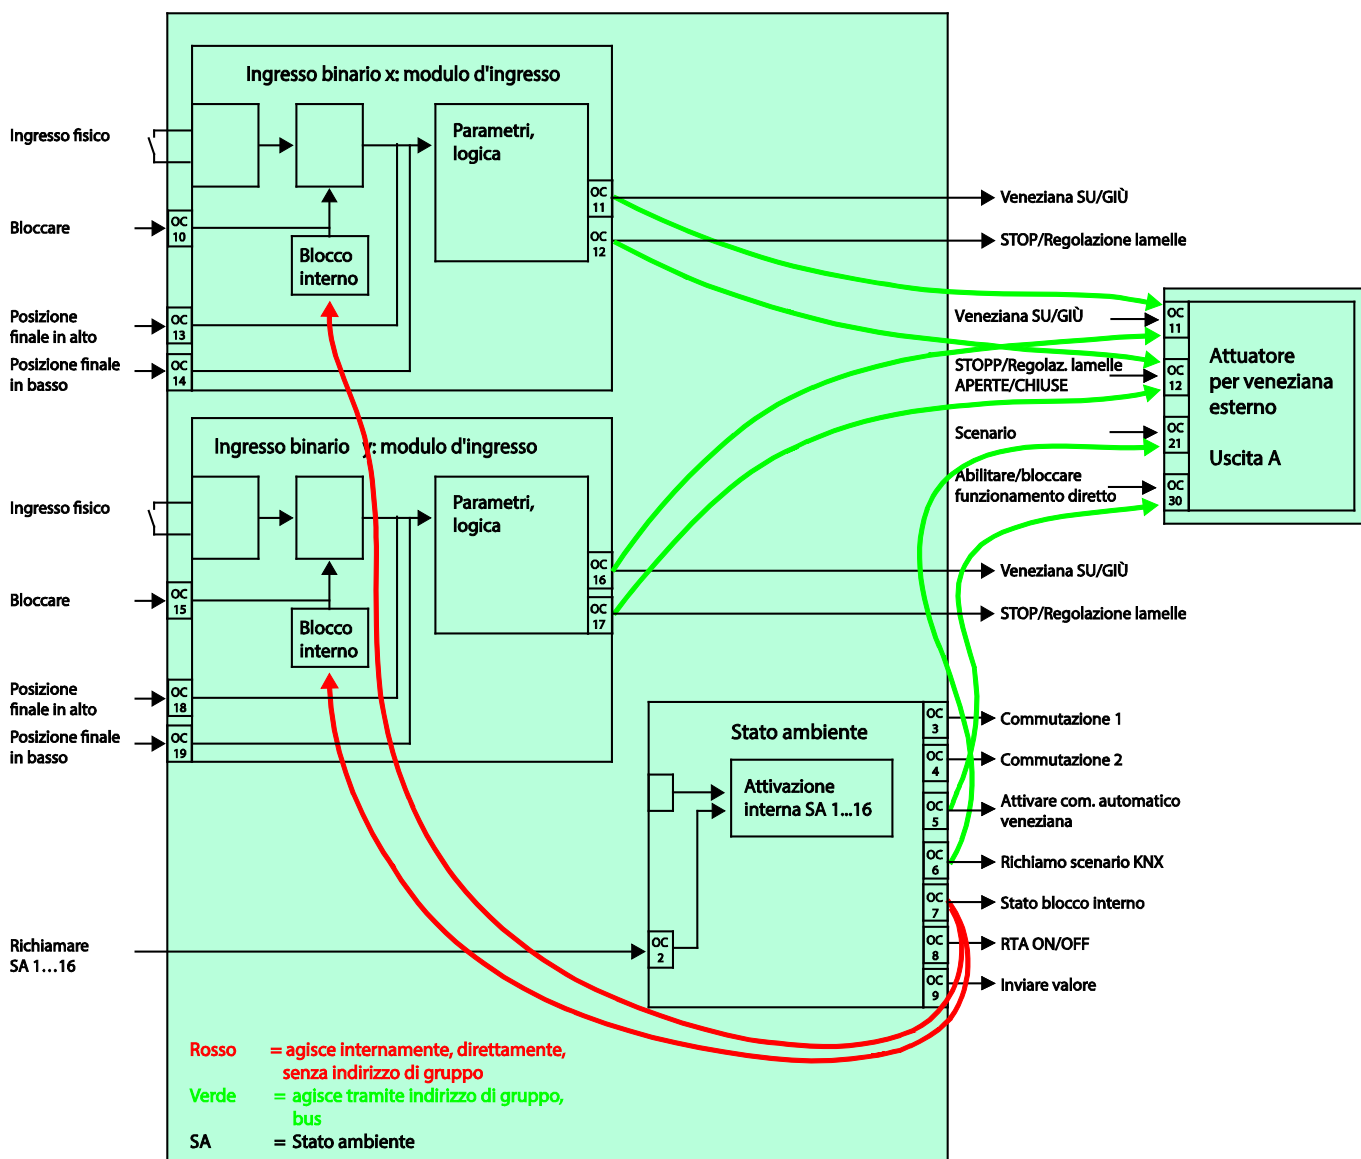 Ingresso binario x: modulo d'ingresso
Ingresso fisico
Parametri,
logica
OC
11
Veneziana SU/GIÙ
Bloccare
OC
10
OC
12
STOP/Regolazione lamelle
Blocco
interno
Posizione
finale in alto
OC
13
Posizione finale
in basso
OC
14
Veneziana SU/GIÙ
OC
11
STOPP/Regolaz. lamelle
APERTE/CHIUSE
OC
12
Scenario
OC
21
Abilitare/bloccare
funzionamento diretto
OC
30
Attuatore
per veneziana
esterno
Uscita A
Ingresso binario y: modulo d'ingresso
Ingresso fisico
Parametri,
logica
OC
16
Veneziana SU/GIÙ
Bloccare
OC
15
OC
17
STOP/Regolazione lamelle
Blocco
interno
Posizione
finale in alto
OC
18
Posizione finale
in basso
OC
19
Stato ambiente
Attivazione
interna SA 1...16
OC
3
Commutazione 1
OC
4
Commutazione 2
OC
5
Attivare com. automatico
veneziana
OC
6
Richiamo scenario KNX
OC
7
Stato blocco interno
OC
8
RTA ON/OFF
OC
9
Inviare valore
Richiamare
SA 1...16
OC
2
Rosso = agisce internamente, direttamente,
senza indirizzo di gruppo
Verde = agisce tramite indirizzo di gruppo,
bus
SA = Stato ambiente